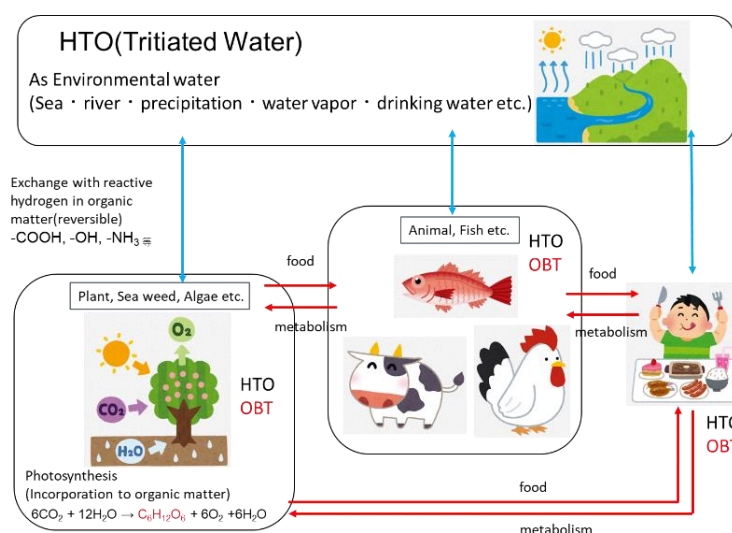 HTO(Tritiated Water)
As Environmental water
(Sea・river・precipitation・water vapor・drinking water etc.)
Exchange with reactive
hydrogen in organic
matter(reversible)
-COOH, -OH, -NH₃ 等
Animal, Fish etc.
HTO
OBT
food
metabolism
food
metabolism
Plant, Sea weed, Algae etc.
O₂
CO₂
H₂O
HTO
OBT
HTO
OBT
Photosynthesis
(Incorporation to organic matter)
6CO₂ + 12H₂O → C₆H₁₂O₆ + 6O₂ +6H₂O
food
metabolism